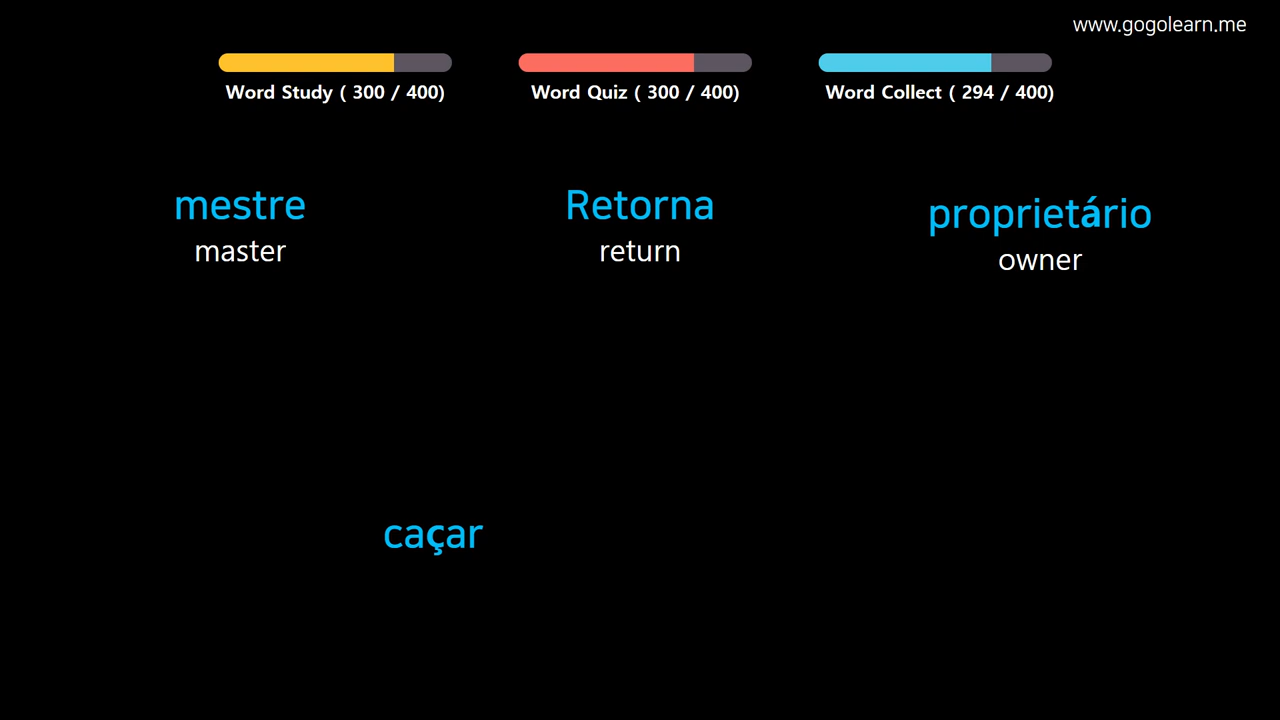 www.gogolearn.me
Word Study ( 300 / 400)
Word Quiz ( 300 / 400)
Word Collect ( 294 / 400)
mestre
master
Retorna
return
proprietário
owner
caçar